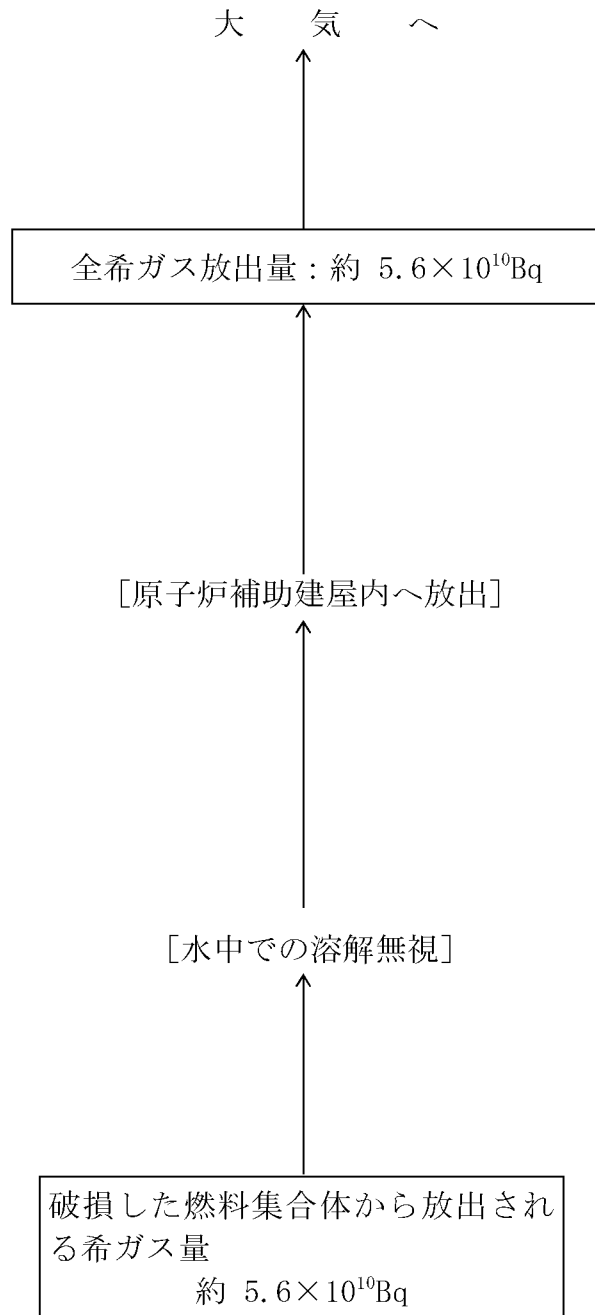 大 気 へ
全希ガス放出量：約 5.6×10¹⁰Bq
[原子炉補助建屋内へ放出]
[水中での溶解無視]
破損した燃料集合体から放出され
る希ガス量
約 5.6×10¹⁰Bq